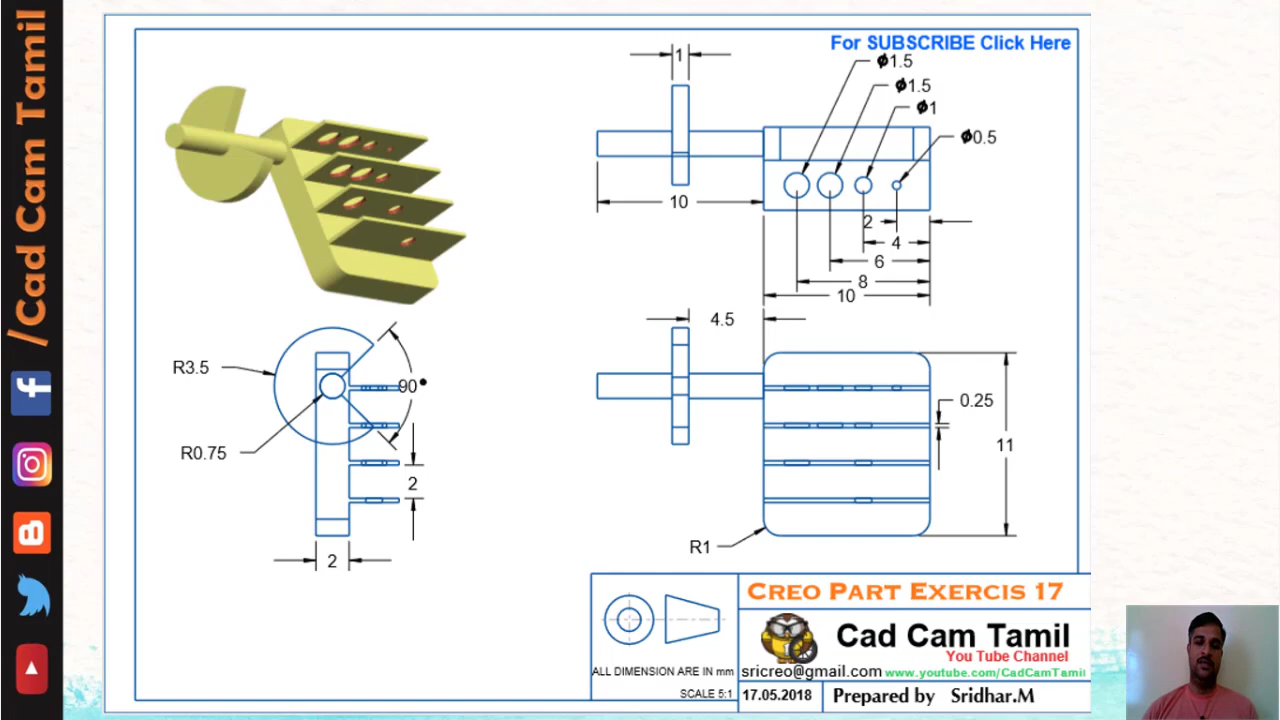 /Cad Cam Tamil
For SUBSCRIBE Click Here
1
ϕ1.5
ϕ1.5
ϕ1
ϕ0.5
10
2
4
6
8
10
4.5
R3.5
90°
0.25
R0.75
11
2
R1
2
CREO PART EXERCIS 17
Cad Cam Tamil
You Tube Channel
ALL DIMENSION ARE IN mm
sricreo@gmail.com www.youtube.com/CadCamTamil
SCALE 5:1
17.05.2018
Prepared by Sridhar.M